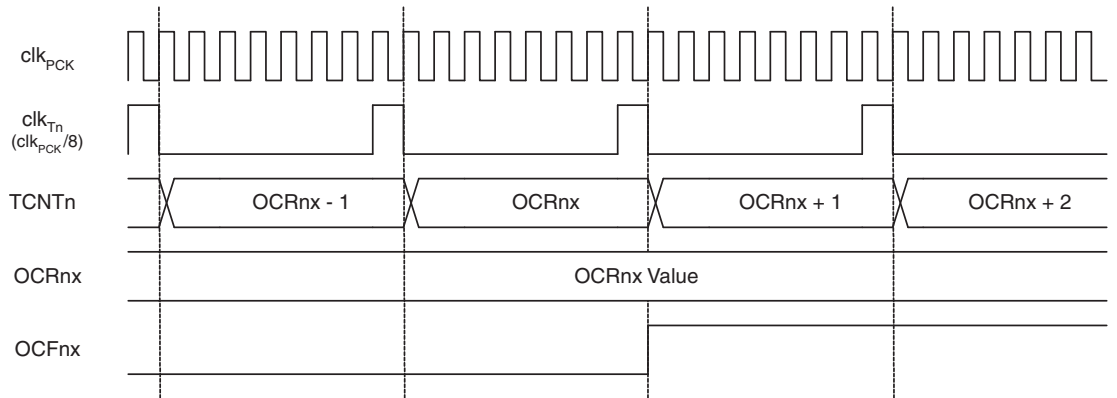 clkPCK
clkTn
(clkPCK/8)
TCNTn
OCRnx - 1
OCRnx
OCRnx + 1
OCRnx + 2
OCRnx
OCRnx Value
OCFnx